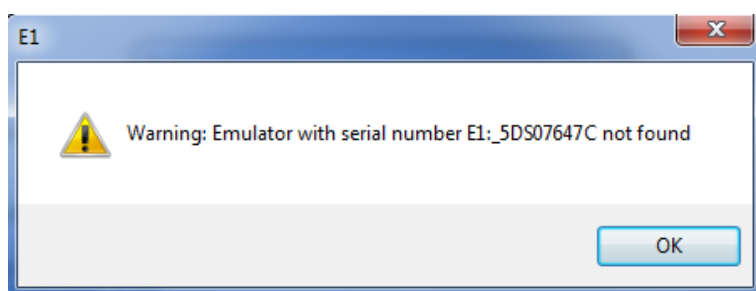 E1
Warning: Emulator with serial number E1:_5DS07647C not found
OK